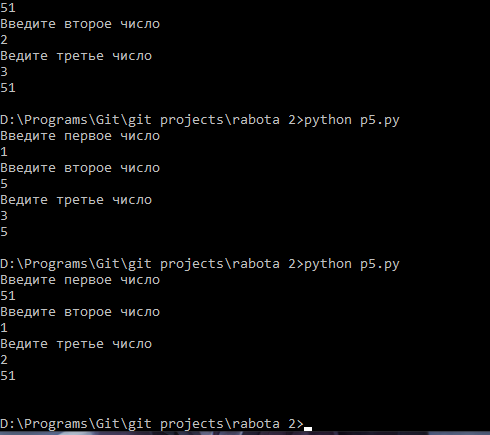 51
Введите второе число
2
Ведите третье число
3
51
D:\Programs\Git\git projects\rabota 2>python p5.py
Введите первое число
1
Введите второе число
5
Ведите третье число
3
5
D:\Programs\Git\git projects\rabota 2>python p5.py
Введите первое число
51
Введите второе число
1
Ведите третье число
2
51
D:\Programs\Git\git projects\rabota 2>